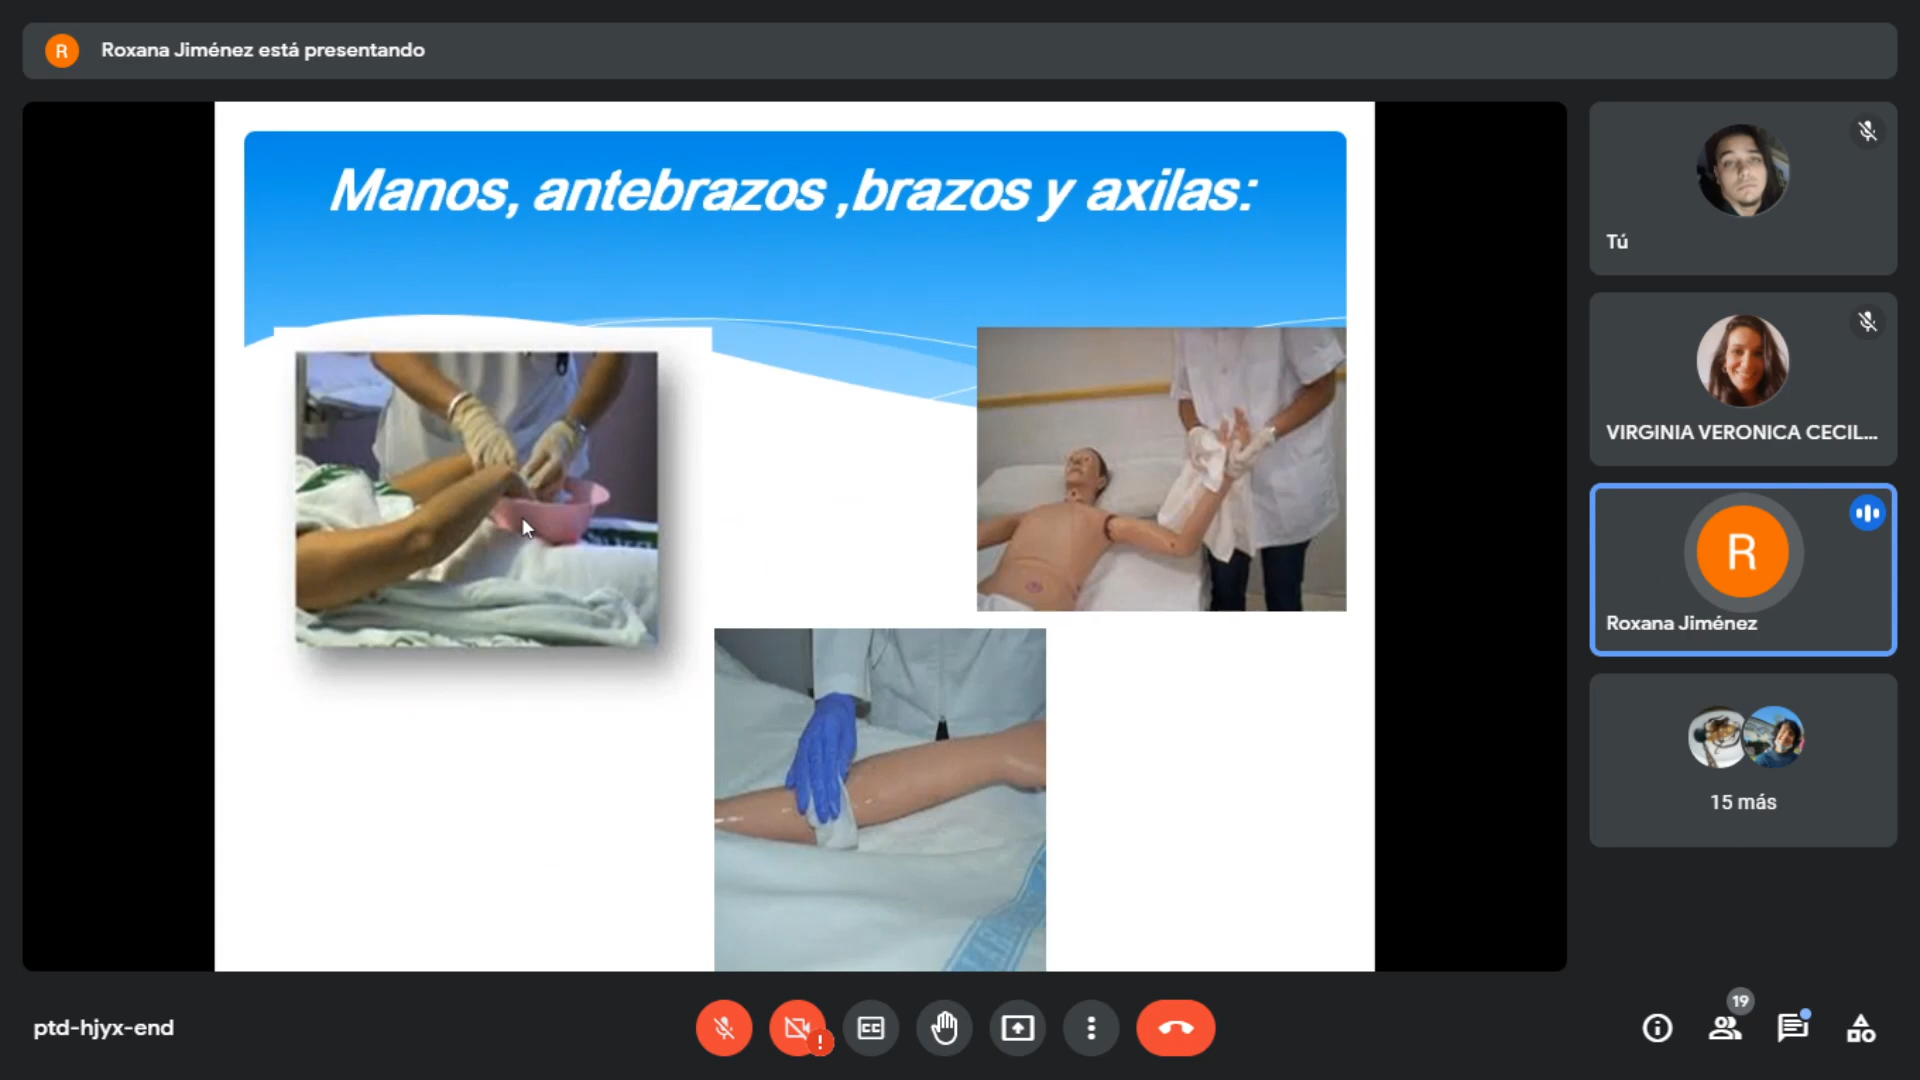 R Roxana Jiménez está presentando
Manos, antebrazos ,brazos y axilas:
Tú
VIRGINIA VERONICA CECIL...
R
Roxana Jiménez
15 más
ptd-hjyx-end
CC
!
19